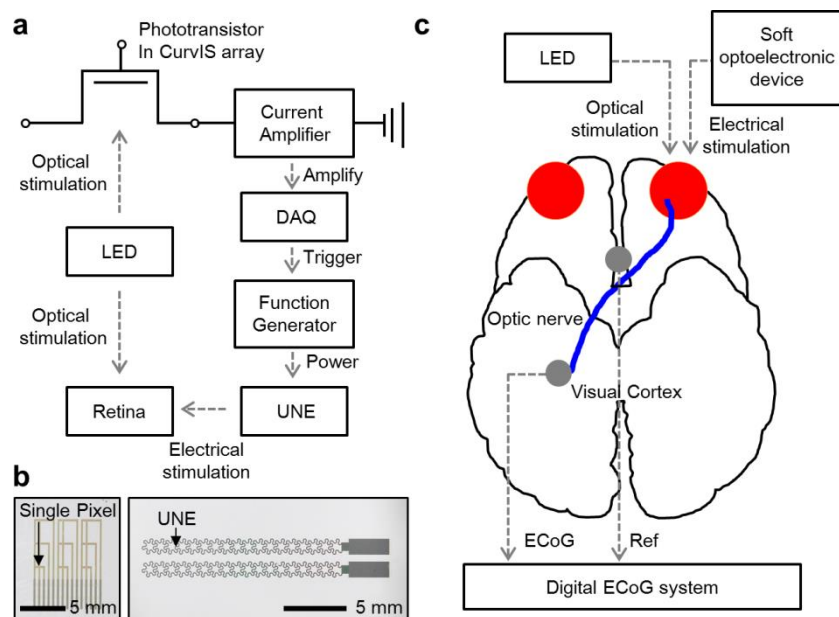 a
Phototransistor
In CurvIS array
Current
Amplifier
Optical
stimulation
Amplify
DAQ
LED
Trigger
Function
Generator
Optical
stimulation
Power
Retina
UNE
Electrical
stimulation
b
Single Pixel
5 mm
UNE
5 mm
c
LED
Soft
optoelectronic
device
Optical
stimulation
Electrical
stimulation
Optic nerve
Visual Cortex
ECoG
Ref
Digital ECoG system